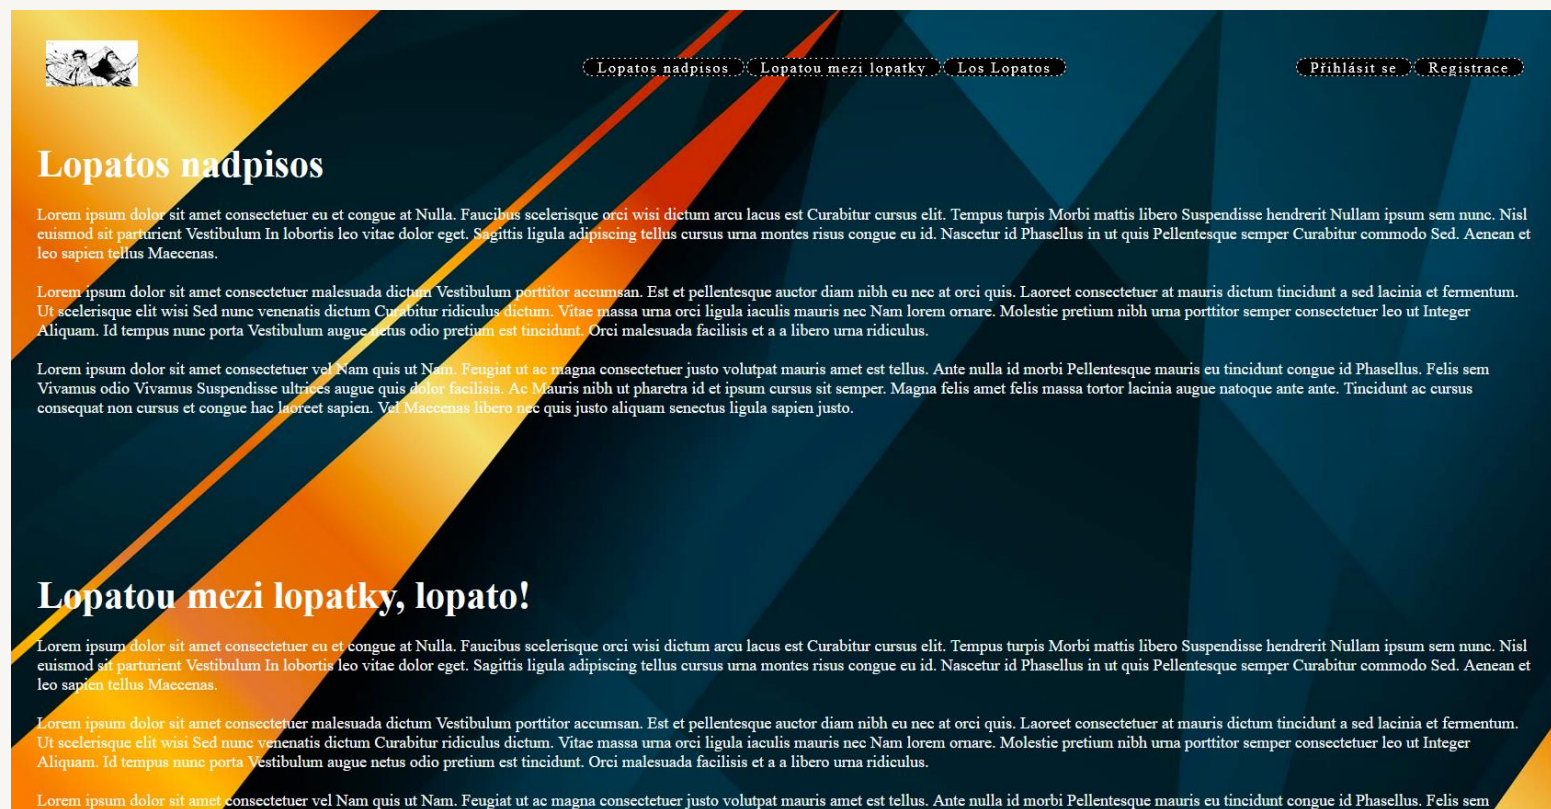 Lopatos nadpisos
Lopatou mezi lopatky
Los Lopatos
Přihlásit se
Registrace
Lopatos nadpisos
Lorem ipsum dolor sit amet consectetuer eu et congue at Nulla. Faucibus scelerisque orci wisi dictum arcu lacus est Curabitur cursus elit. Tempus turpis Morbi mattis libero Suspendisse hendrerit Nullam ipsum sem nunc. Nisl
euismod sit parturient Vestibulum In lobortis leo vitae dolor eget. Sagittis ligula adipiscing tellus cursus urna montes risus congue eu id. Nascetur id Phasellus in ut quis Pellentesque semper Curabitur commodo Sed. Aenean et
leo sapien tellus Maecenas.
Lorem ipsum dolor sit amet consectetuer malesuada dictum Vestibulum porttitor accumsan. Est et pellentesque auctor diam nibh eu nec at orci quis. Laoreet consectetuer at mauris dictum tincidunt a sed lacinia et fermentum.
Ut scelerisque elit wisi Sed nunc venenatis dictum Curabitur ridiculus dictum. Vitae massa urna orci ligula iaculis mauris nec Nam lorem ornare. Molestie pretium nibh urna porttitor semper consectetuer leo ut Integer
Aliquam. Id tempus nunc porta Vestibulum augue netus odio pretium est tincidunt. Orci malesuada facilisis et a a libero urna ridiculus.
Lorem ipsum dolor sit amet consectetuer vel Nam quis ut Nam. Feugiat ut ac magna consectetuer justo volutpat mauris amet est tellus. Ante nulla id morbi Pellentesque mauris eu tincidunt congue id Phasellus. Felis sem
Vivamus odio Vivamus Suspendisse ultrices augue quis dolor facilisis. Ac Mauris nibh ut pharetra id et ipsum cursus sit semper. Magna felis amet felis massa tortor lacinia augue natoque ante ante. Tincidunt ac cursus
consequat non cursus et congue hac laoreet sapien. Vel Maecenas libero nec quis justo aliquam senectus ligula sapien justo.
Lopatou mezi lopatky, lopato!
Lorem ipsum dolor sit amet consectetuer eu et congue at Nulla. Faucibus scelerisque orci wisi dictum arcu lacus est Curabitur cursus elit. Tempus turpis Morbi mattis libero Suspendisse hendrerit Nullam ipsum sem nunc. Nisl
euismod sit parturient Vestibulum In lobortis leo vitae dolor eget. Sagittis ligula adipiscing tellus cursus urna montes risus congue eu id. Nascetur id Phasellus in ut quis Pellentesque semper Curabitur commodo Sed. Aenean et
leo sapien tellus Maecenas.
Lorem ipsum dolor sit amet consectetuer malesuada dictum Vestibulum porttitor accumsan. Est et pellentesque auctor diam nibh eu nec at orci quis. Laoreet consectetuer at mauris dictum tincidunt a sed lacinia et fermentum.
Ut scelerisque elit wisi Sed nunc venenatis dictum Curabitur ridiculus dictum. Vitae massa urna orci ligula iaculis mauris nec Nam lorem ornare. Molestie pretium nibh urna porttitor semper consectetuer leo ut Integer
Aliquam. Id tempus nunc porta Vestibulum augue netus odio pretium est tincidunt. Orci malesuada facilisis et a a libero urna ridiculus.
Lorem ipsum dolor sit amet consectetuer vel Nam quis ut Nam. Feugiat ut ac magna consectetuer justo volutpat mauris amet est tellus. Ante nulla id morbi Pellentesque mauris eu tincidunt congue id Phasellus. Felis sem